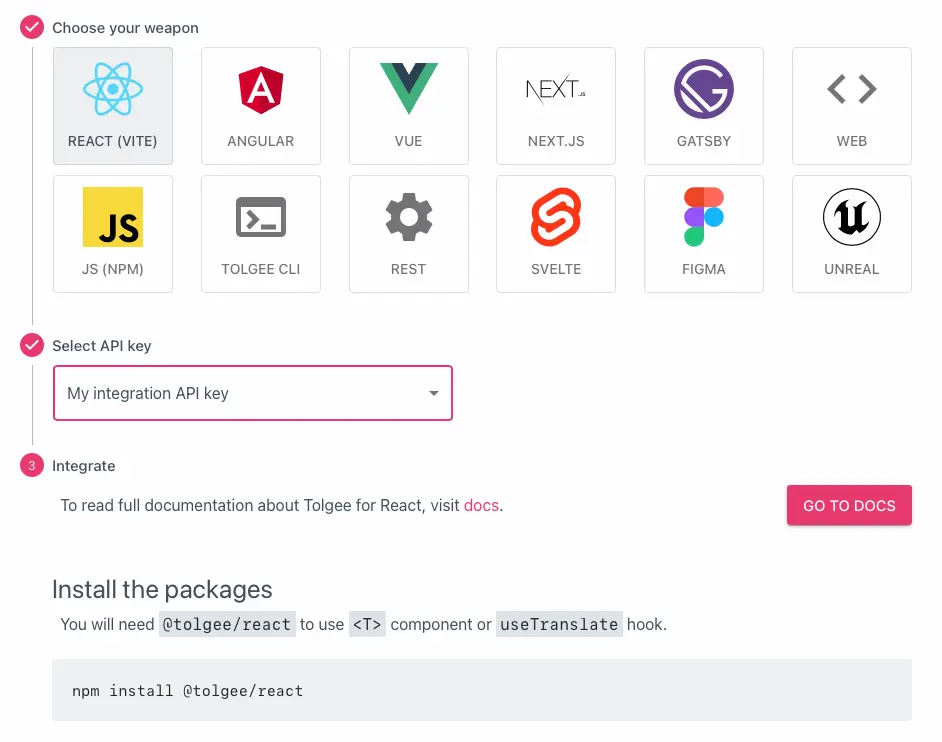 Choose your weapon
REACT (VITE) ANGULAR VUE NEXT.JS NEXT.JS GATSBY WEB
JS JS (NPM) TOLGEE CLI REST SVELTE FIGMA UNREAL
Select API key
My integration API key
3 Integrate
To read full documentation about Tolgee for React, visit docs.
GO TO DOCS
Install the packages
You will need @tolgee/react to use <T> component or useTranslate hook.
npm install @tolgee/react